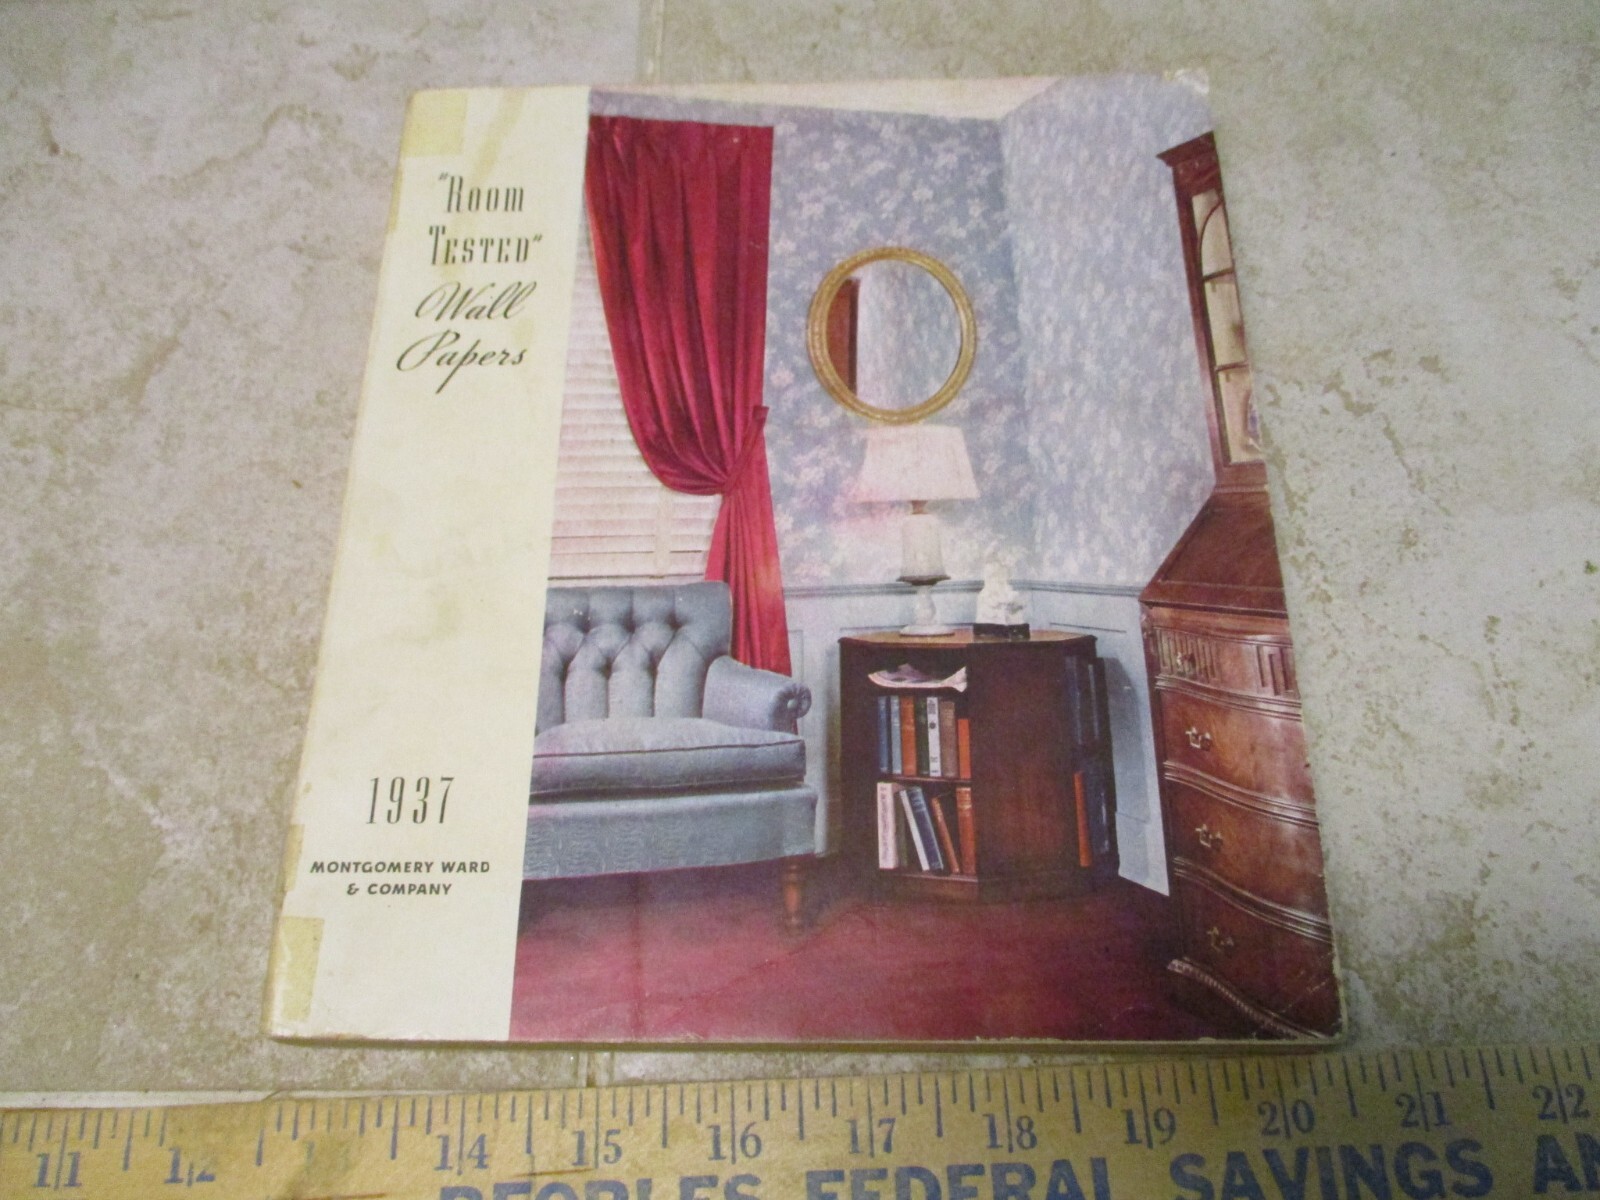 "Room
Tested"
Wall
Papers
1937
MONTGOMERY WARD
& COMPANY
11 12 13 14 15 16 17 18 19 20 21 22
PEOPLES FEDERAL SAVINGS AN